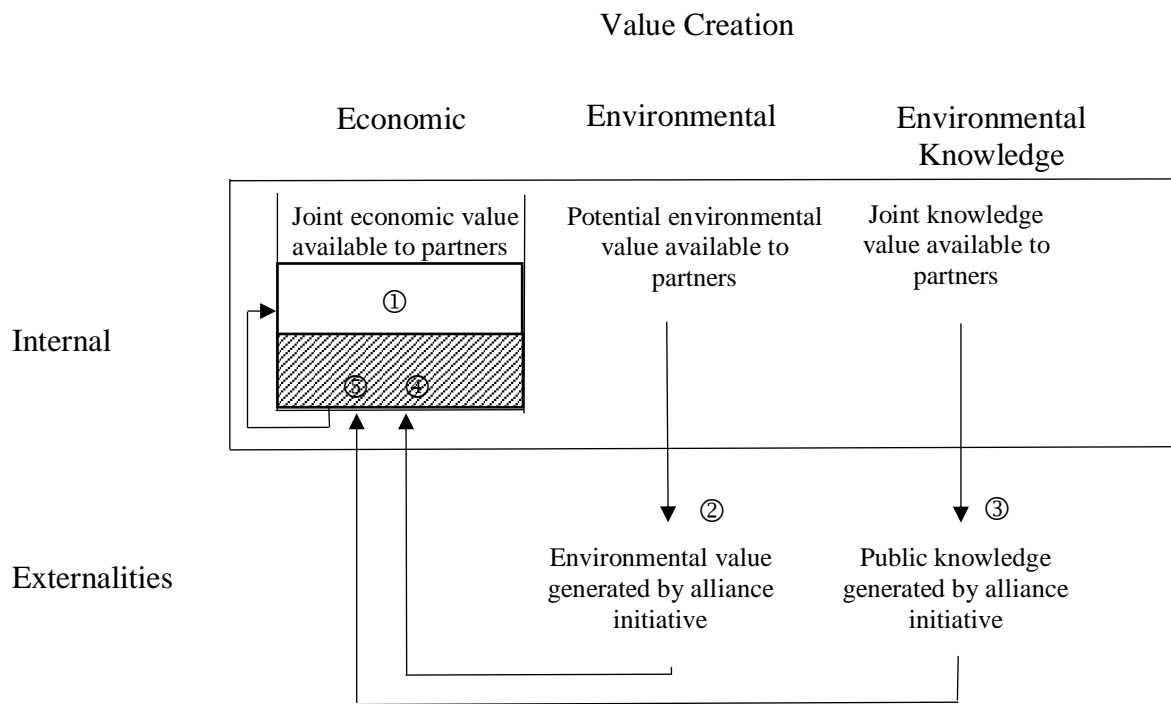 Value Creation
Economic
Environmental
Environmental
Knowledge
Internal
Joint economic value
available to partners
①
⑤
④
Potential environmental
value available to
partners
Joint knowledge
value available to
partners
Externalities
②
Environmental value
generated by alliance
initiative
③
Public knowledge
generated by alliance
initiative